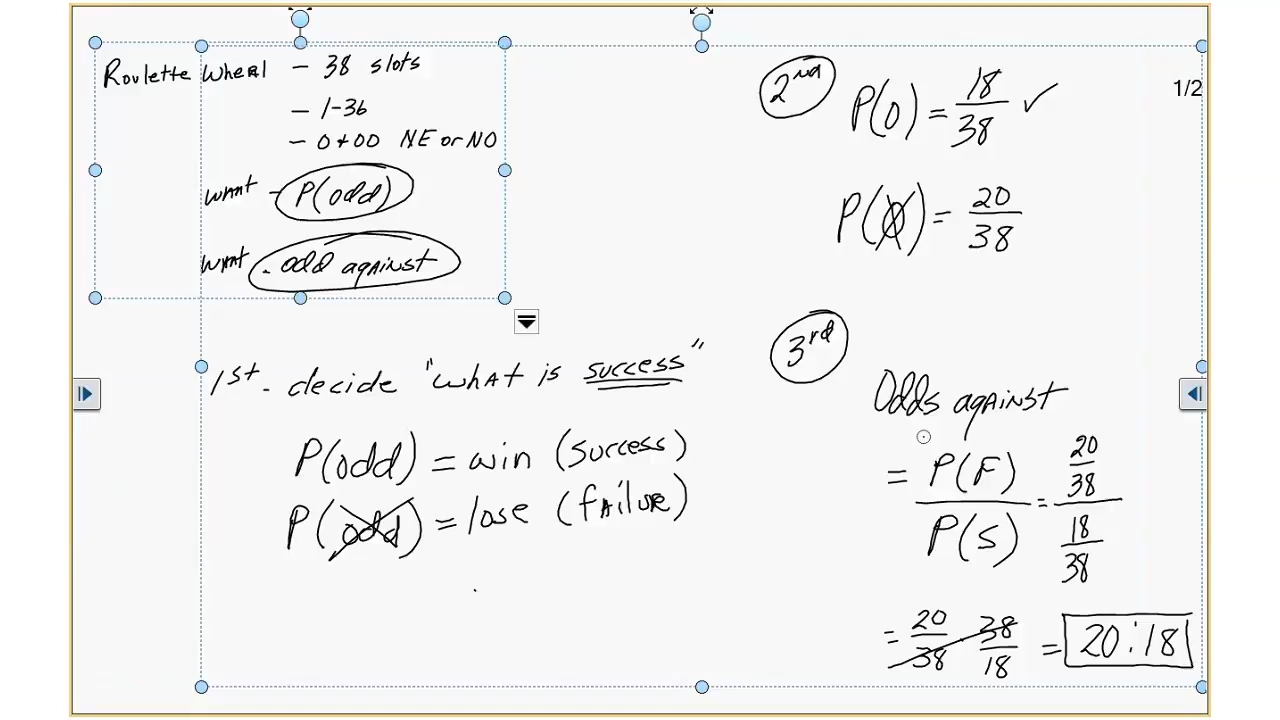 Roulette Wheel - 38 slots
- 1-36
- 0+00 NE or NO
want - P(odd)
want - odd against
1st - decide "what is success"
P(odd) = win (success)
P(odd) = lose (failure)
2nd
P(O) = 18/38 ✓
P(O) = 20/38
1/2
3rd
Odds against
= P(F)/P(S) = 20/38 / 18/38
= 20/38 · 38/18 = 20:18